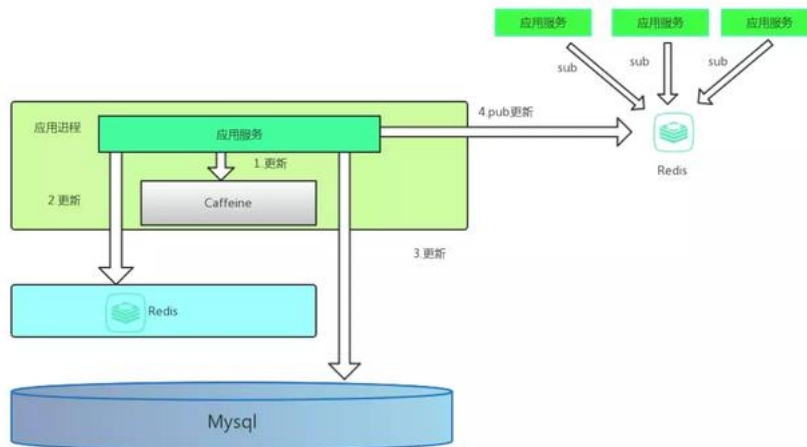 应用服务
应用服务
应用服务
sub
sub
sub
4.pub更新
应用进程
应用服务
Redis
1.更新
2.更新
Caffeine
3.更新
Redis
Mysql